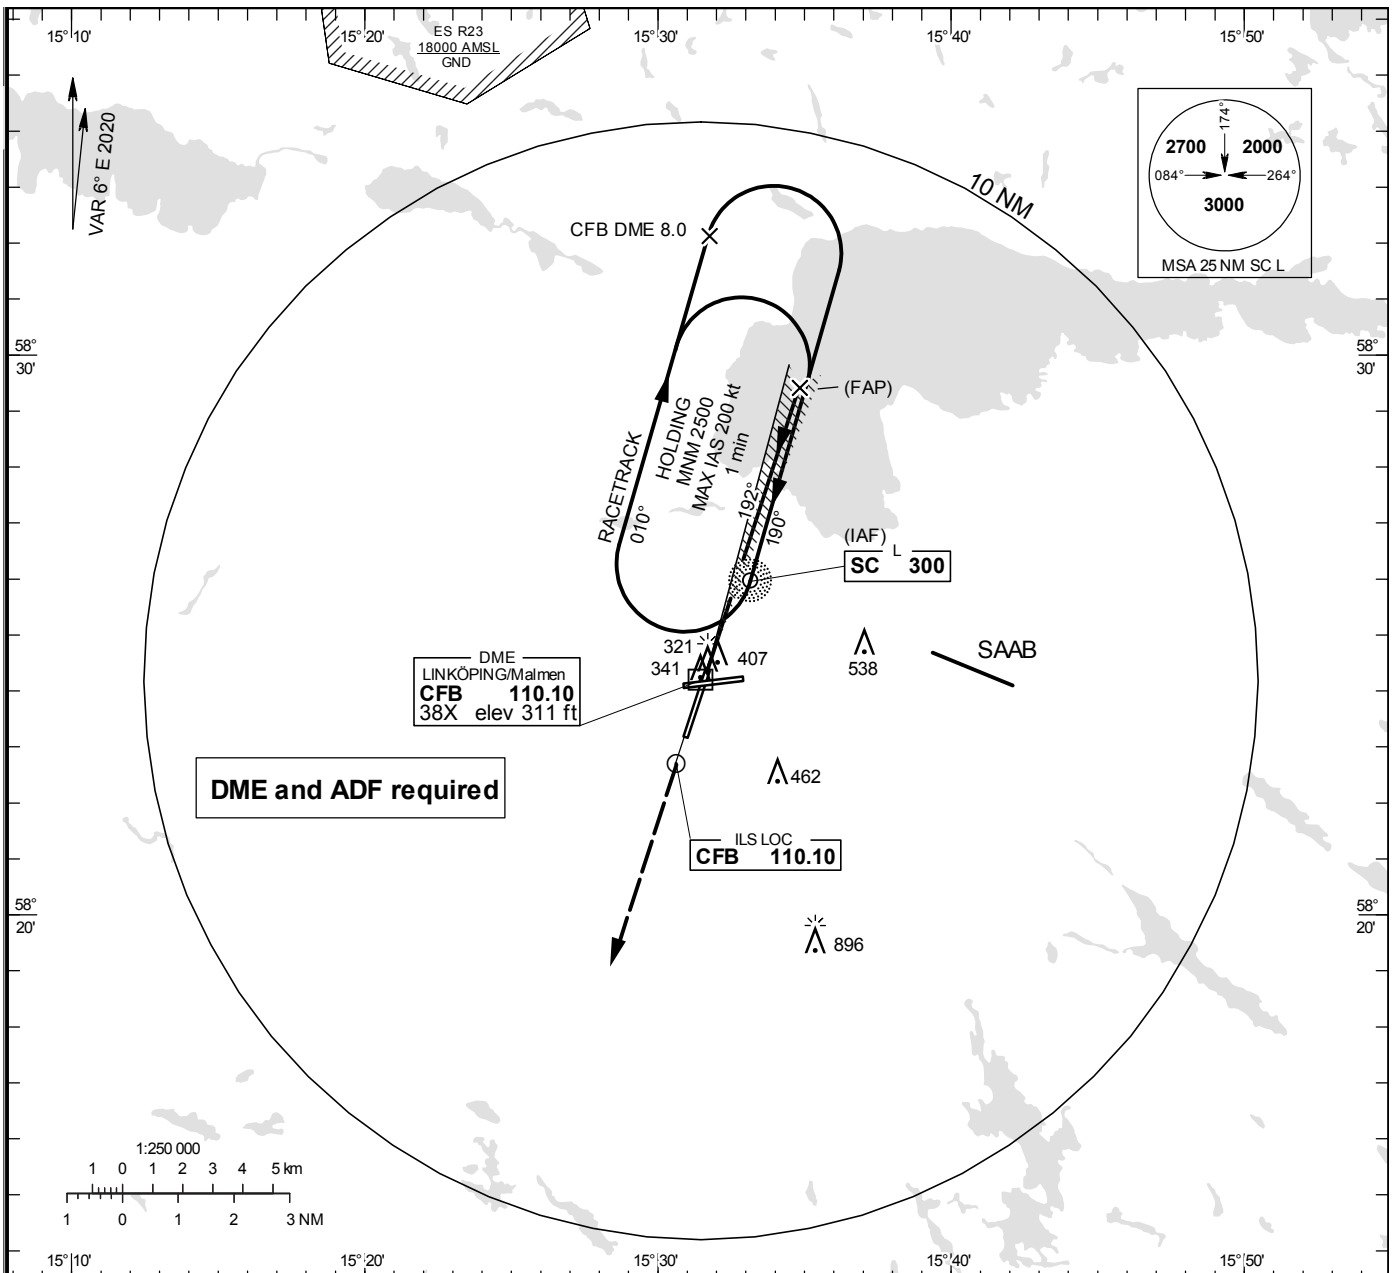 15°10'
15°20'
15°30'
15°40'
15°50'
ES R23
18000 AMSL
GND
VAR 6° E 2020
174°
2700
2000
084°
264°
3000
MSA 25 NM SC L
10 NM
CFB DME 8.0
58°
30'
58°
30'
(FAP)
HOLDING
MNM 2500
MAX IAS 200 kt
1 min
RACETRACK
010°
192°
190°
(IAF)
L
SC 300
321
341
407
538
SAAB
DME
LINKÖPING/Malmen
CFB 110.10
38X elev 311 ft
462
DME and ADF required
ILS LOC
CFB 110.10
58°
20'
58°
20'
896
1:250 000
1 0 1 2 3 4 5 km
1 0 1 2 3 NM
15°10'
15°20'
15°30'
15°40'
15°50'